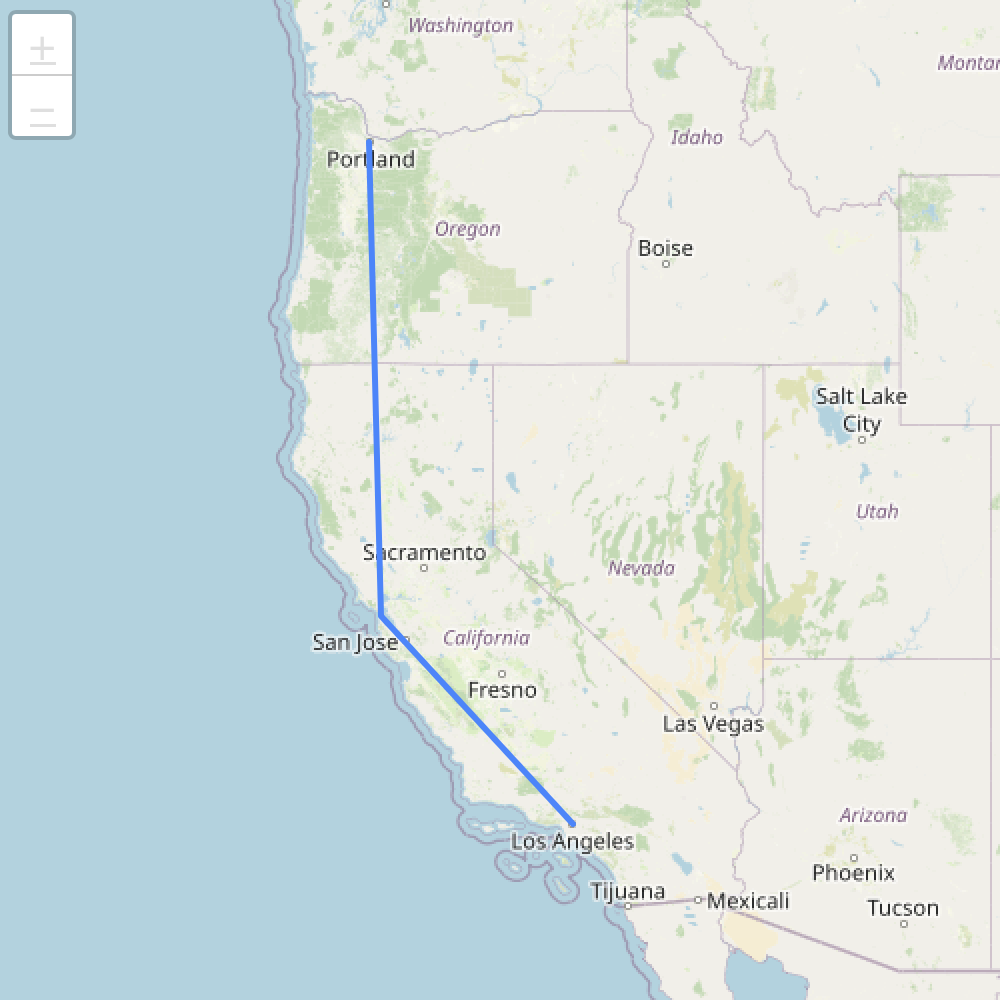 +
−
Washington
Montar
Idaho
Portland
Oregon
Boise
Salt Lake
City
Utah
Sacramento
Nevada
San Jose
California
Fresno
Las Vegas
Arizona
Los Angeles
Phoenix
Tijuana
Mexicali
Tucson